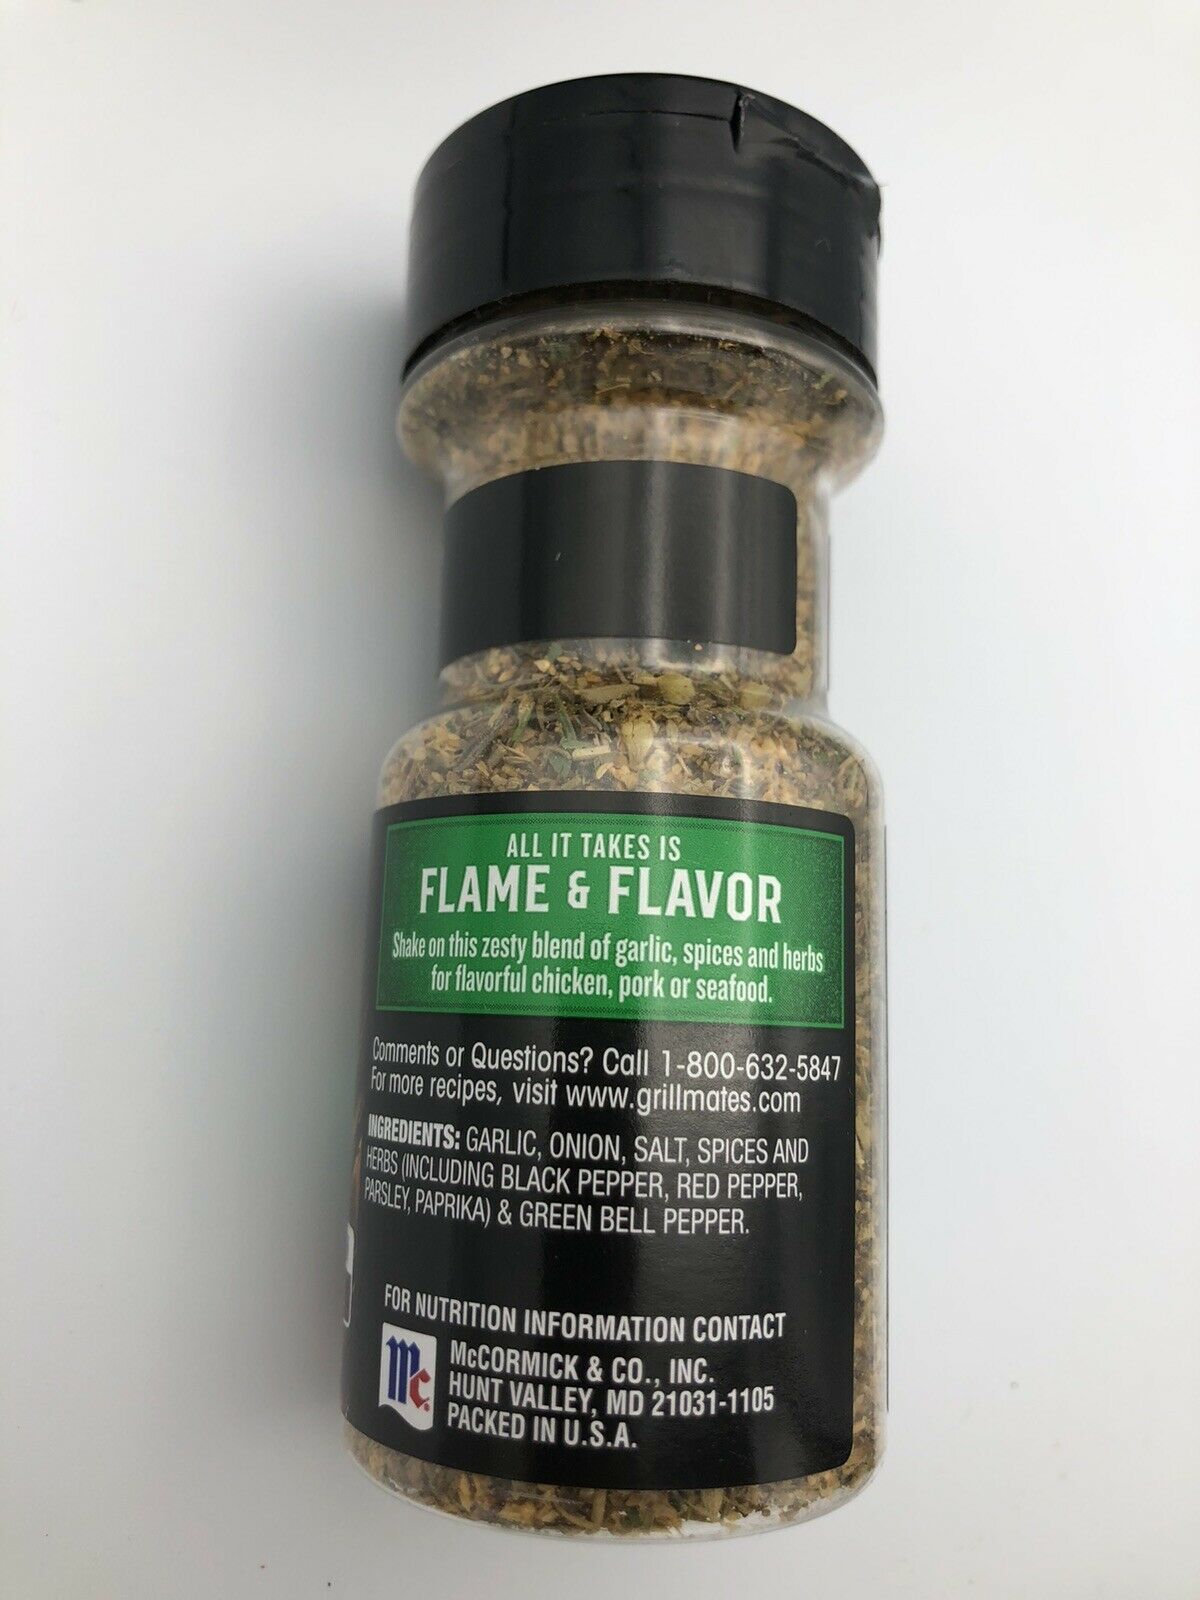 ALL IT TAKES IS
FLAME & FLAVOR
Shake on this zesty blend of garlic, spices and herbs
for flavorful chicken, pork or seafood.
Comments or Questions? Call 1-800-632-5847
For more recipes, visit www.grillmates.com
INGREDIENTS: GARLIC, ONION, SALT, SPICES AND
HERBS (INCLUDING BLACK PEPPER, RED PEPPER,
PARSLEY, PAPRIKA) & GREEN BELL PEPPER.
FOR NUTRITION INFORMATION CONTACT
Mc
McCORMICK & CO., INC.
HUNT VALLEY, MD 21031-1105
PACKED IN U.S.A.